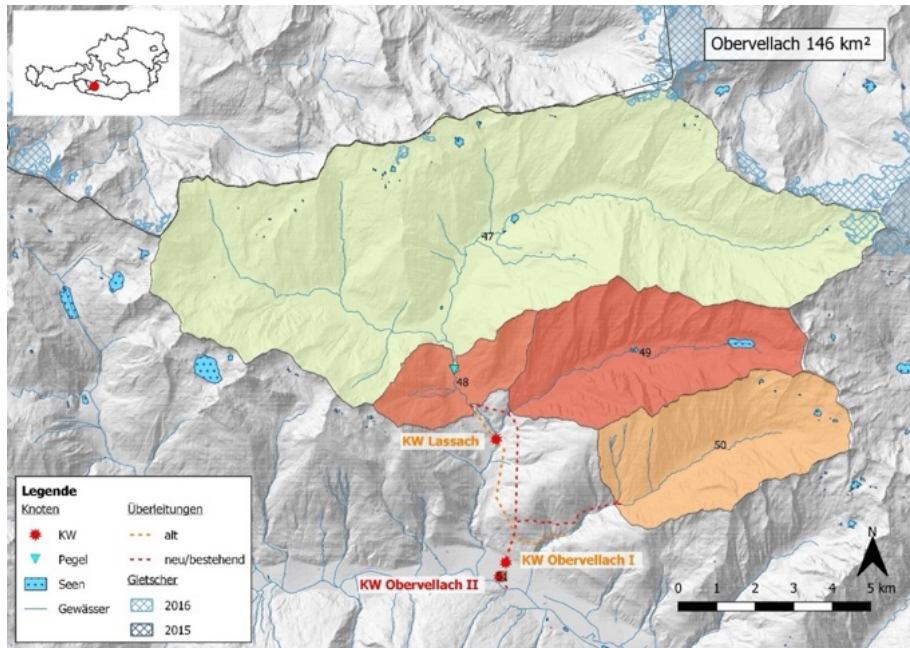 Obervellach 146 km²
47
49
48
KW Lassach
50
Legende
Knoten
Überleitungen
KW
alt
Pegel
neu/bestehend
Seen
Gletscher
Gewässer
2016
2015
KW Obervellach I
KW Obervellach II
51
N
0 1 2 3 4 5 km